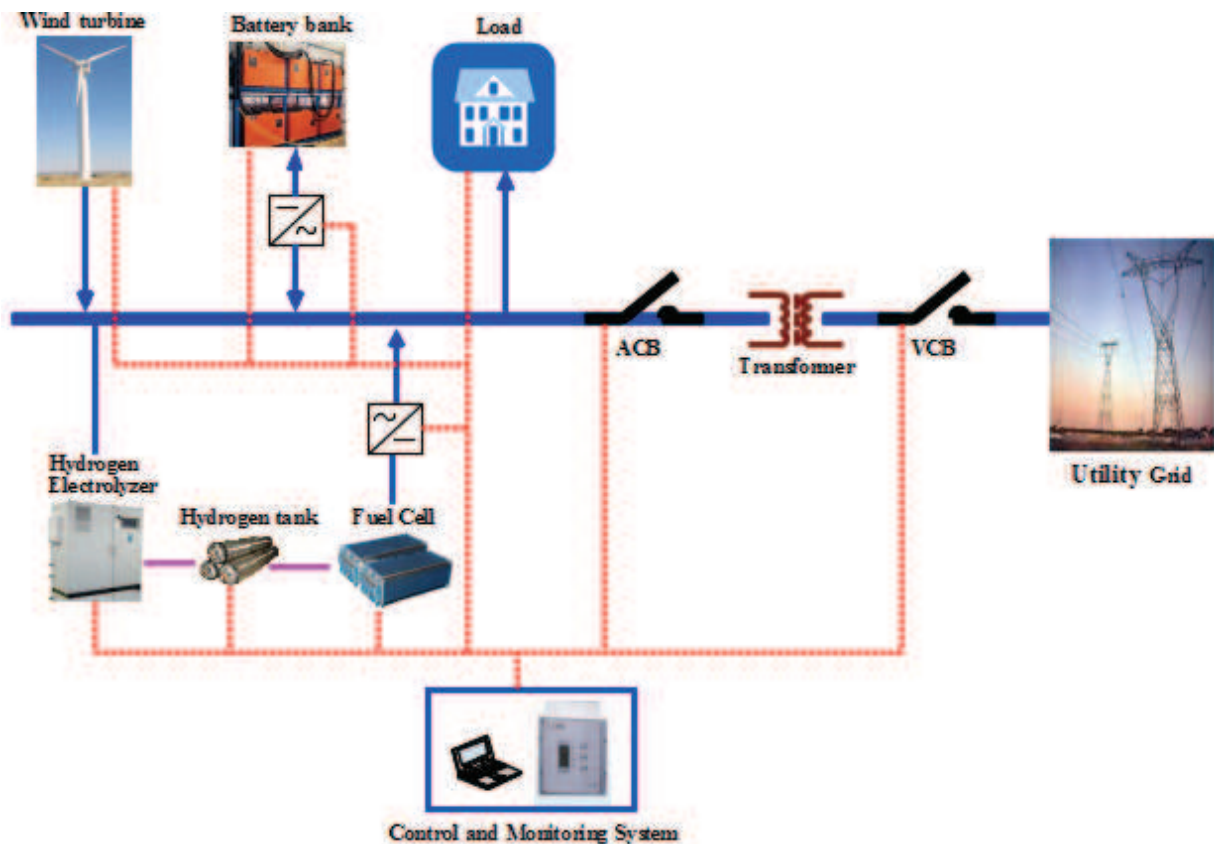 Wind turbine
Battery bank
Load
ACB
Transformer
VCB
Utility Grid
Hydrogen
Electrolyzer
Hydrogen tank
Fuel Cell
Control and Monitoring System